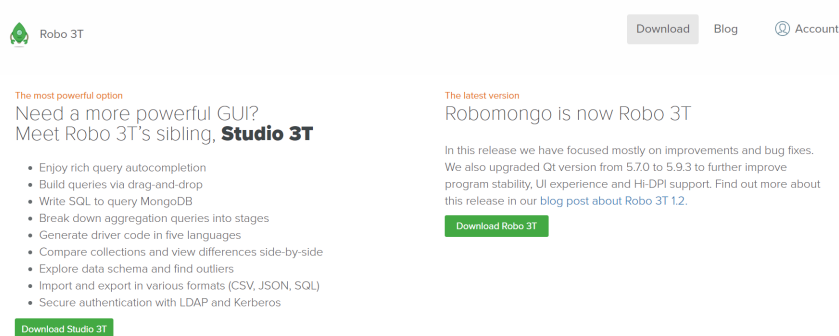 Robo 3T
Download
Blog
Account
The most powerful option
Need a more powerful GUI?
Meet Robo 3T's sibling, Studio 3T
Enjoy rich query autocompletion
Build queries via drag-and-drop
Write SQL to query MongoDB
Break down aggregation queries into stages
Generate driver code in five languages
Compare collections and view differences side-by-side
Explore data schema and find outliers
Import and export in various formats (CSV, JSON, SQL)
Secure authentication with LDAP and Kerberos
Download Studio 3T
The latest version
Robomongo is now Robo 3T
In this release we have focused mostly on improvements and bug fixes.
We also upgraded Qt version from 5.7.0 to 5.9.3 to further improve
program stability, UI experience and Hi-DPI support. Find out more about
this release in our blog post about Robo 3T 1.2.
Download Robo 3T